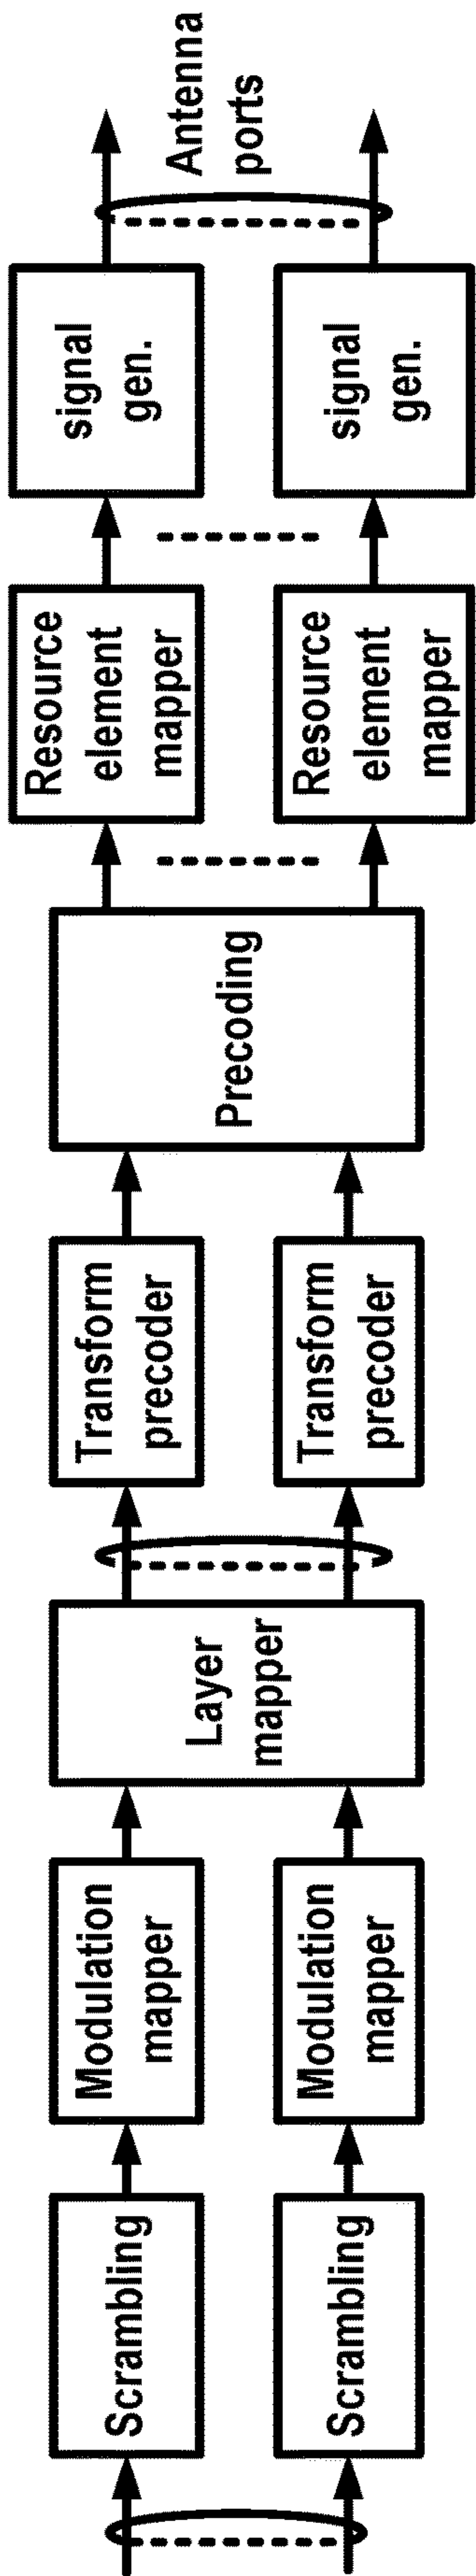 Scrambling
Scrambling
Modulation
mapper
Modulation
mapper
Layer
mapper
Transform
precoder
Transform
precoder
Precoding
Resource
element
mapper
Resource
element
mapper
signal
gen.
signal
gen.
Antenna
ports